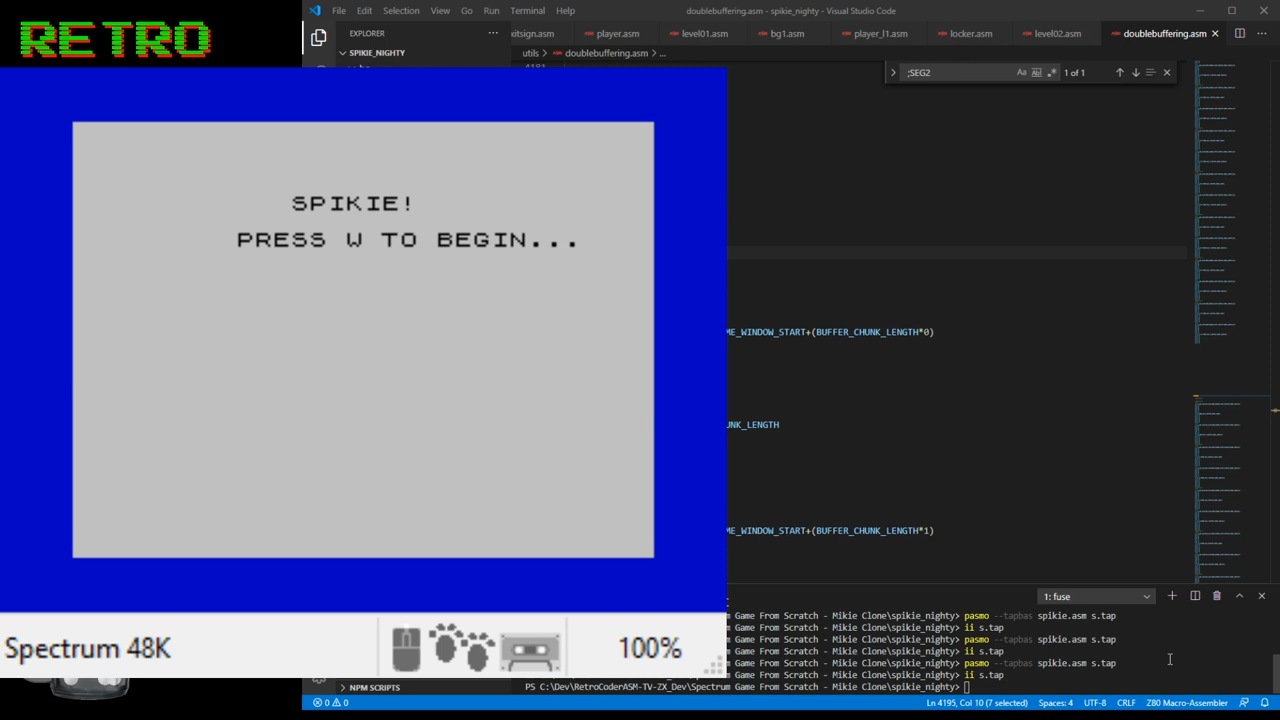 RETRO
File Edit Selection View Go Run Terminal Help
doublebuffering.asm - spikie_nighty - Visual Studio Code
EXPLORER
xitsign.asm player.asm level01.asm bg1.asm player_l1.asm locker.asm level02.asm doublebuffering.asm
SPIKIE_NIGHTY
utils > doublebuffering.asm > ...
;SEG2
Aa
1 of 1
SPIKIE!
PRESS W TO BEGIN...
ME_WINDOW_START+(BUFFER_CHUNK_LENGTH*0)
UNK_LENGTH
ME_WINDOW_START+(BUFFER_CHUNK_LENGTH*1)
1: fuse
m Game From Scratch - Mikie Clone\spikie_nighty> pasmo --tapbas spikie.asm s.tap
m Game From Scratch - Mikie Clone\spikie_nighty> ii s.tap
m Game From Scratch - Mikie Clone\spikie_nighty> pasmo --tapbas spikie.asm s.tap
m Game From Scratch - Mikie Clone\spikie_nighty> ii s.tap
m Game From Scratch - Mikie Clone\spikie_nighty> pasmo --tapbas spikie.asm s.tap
m Game From Scratch - Mikie Clone\spikie_nighty> ii s.tap
PS C:\Dev\RetroCoderASM-TV-ZX_Dev\Spectrum Game From Scratch - Mikie Clone\spikie_nighty>
Spectrum 48K
100%
NPM SCRIPTS
0 0
Ln 4195, Col 10 (7 selected) Spaces: 4 UTF-8 CRLF Z80 Macro-Assembler